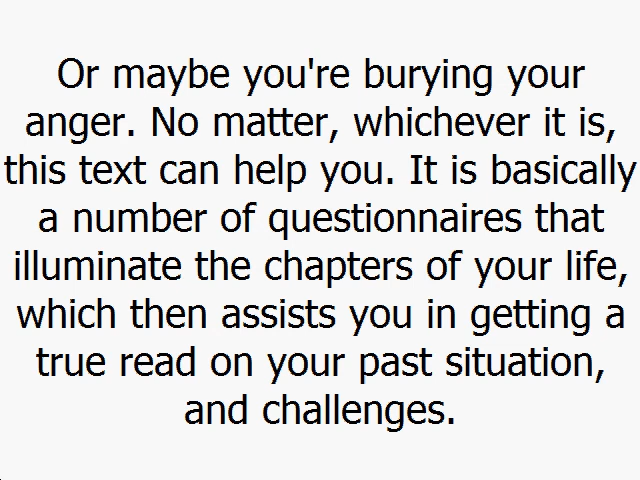 Or maybe you're burying your
anger. No matter, whichever it is,
this text can help you. It is basically
a number of questionnaires that
illuminate the chapters of your life,
which then assists you in getting a
true read on your past situation,
and challenges.